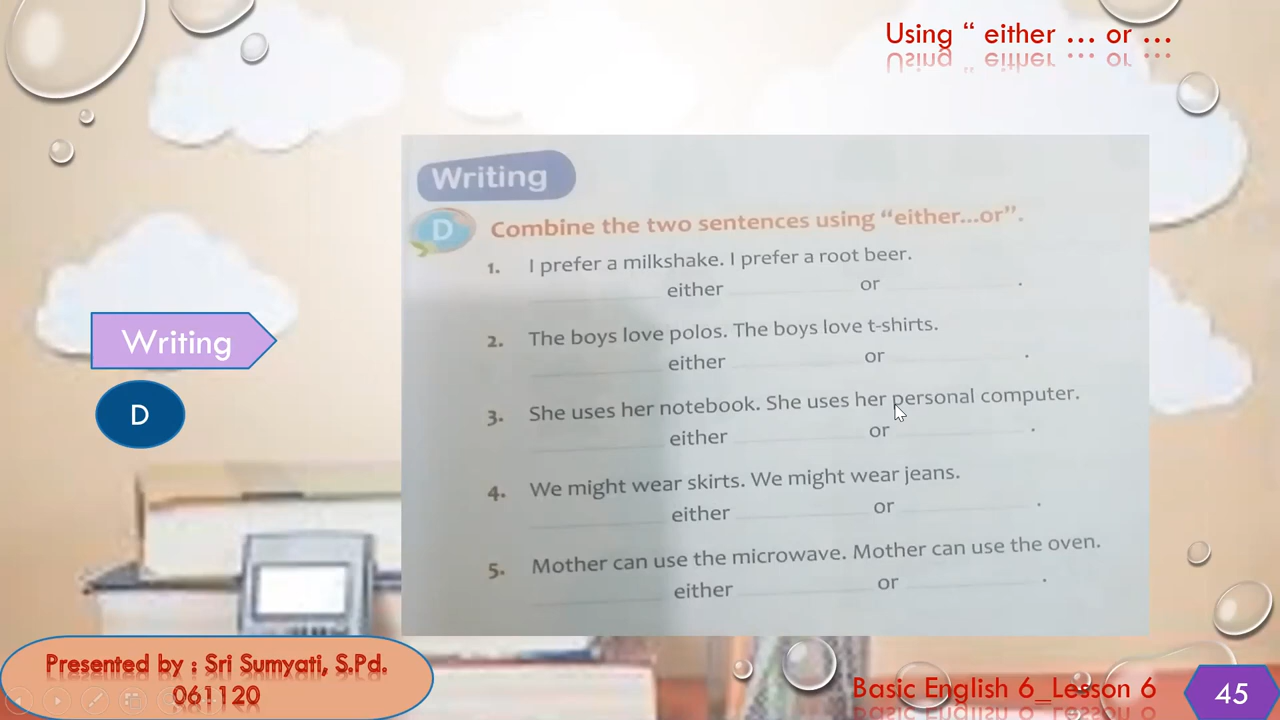 Using “ either ... or ...
Writing
D
Combine the two sentences using “either...or”.
1. I prefer a milkshake. I prefer a root beer.
either or .
2. The boys love polos. The boys love t-shirts.
either or .
3. She uses her notebook. She uses her personal computer.
either or .
4. We might wear skirts. We might wear jeans.
either or .
5. Mother can use the microwave. Mother can use the oven.
either or .
Writing
D
Presented by : Sri Sumyati, S.Pd.
061120
Basic English 6_Lesson 6
45